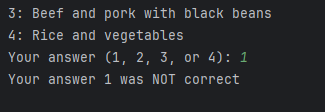 3: Beef and pork with black beans
4: Rice and vegetables
Your answer (1, 2, 3, or 4): 1
Your answer 1 was NOT correct